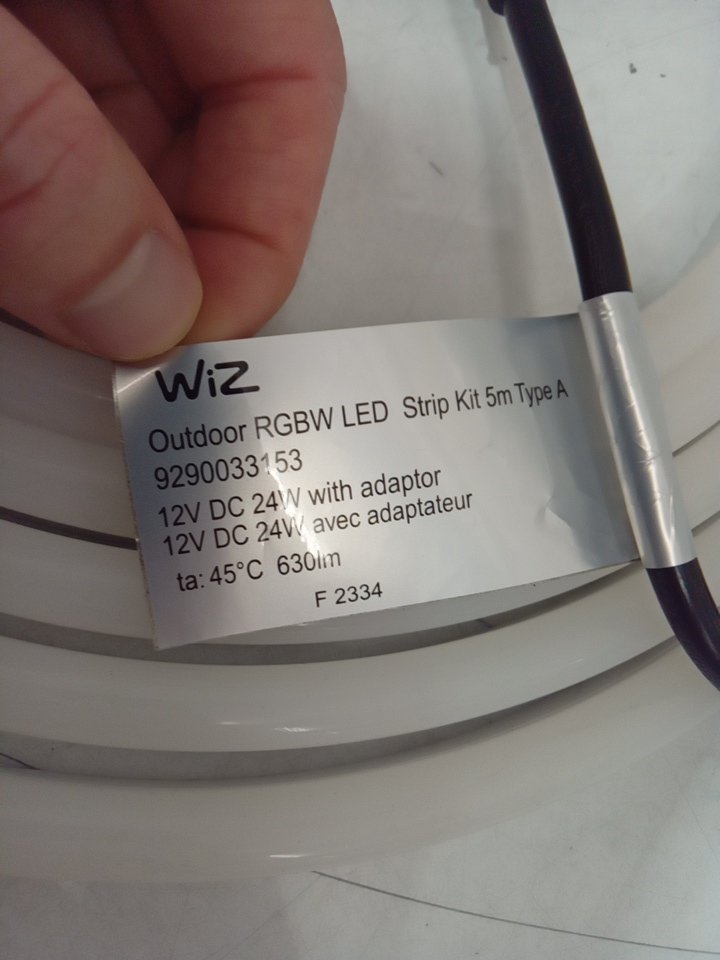 WiZ
Outdoor RGBW LED Strip Kit 5m Type A
9290033153
12V DC 24W with adaptor
12V DC 24W avec adaptateur
ta: 45°C 630lm
F 2334